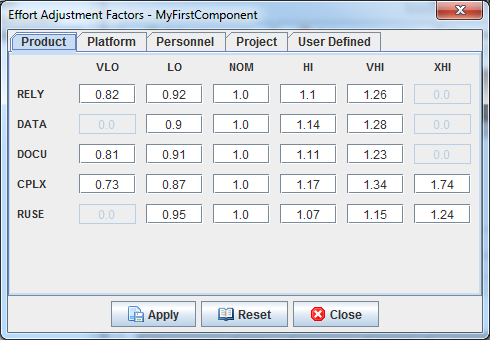 Effort Adjustment Factors - MyFirstComponent
Product Platform Personnel Project User Defined
VLO LO NOM HI VHI XHI
RELY 0.82 0.92 1.0 1.1 1.26 0.0
DATA 0.0 0.9 1.0 1.14 1.28 0.0
DOCU 0.81 0.91 1.0 1.11 1.23 0.0
CPLX 0.73 0.87 1.0 1.17 1.34 1.74
RUSE 0.0 0.95 1.0 1.07 1.15 1.24
Apply Reset Close